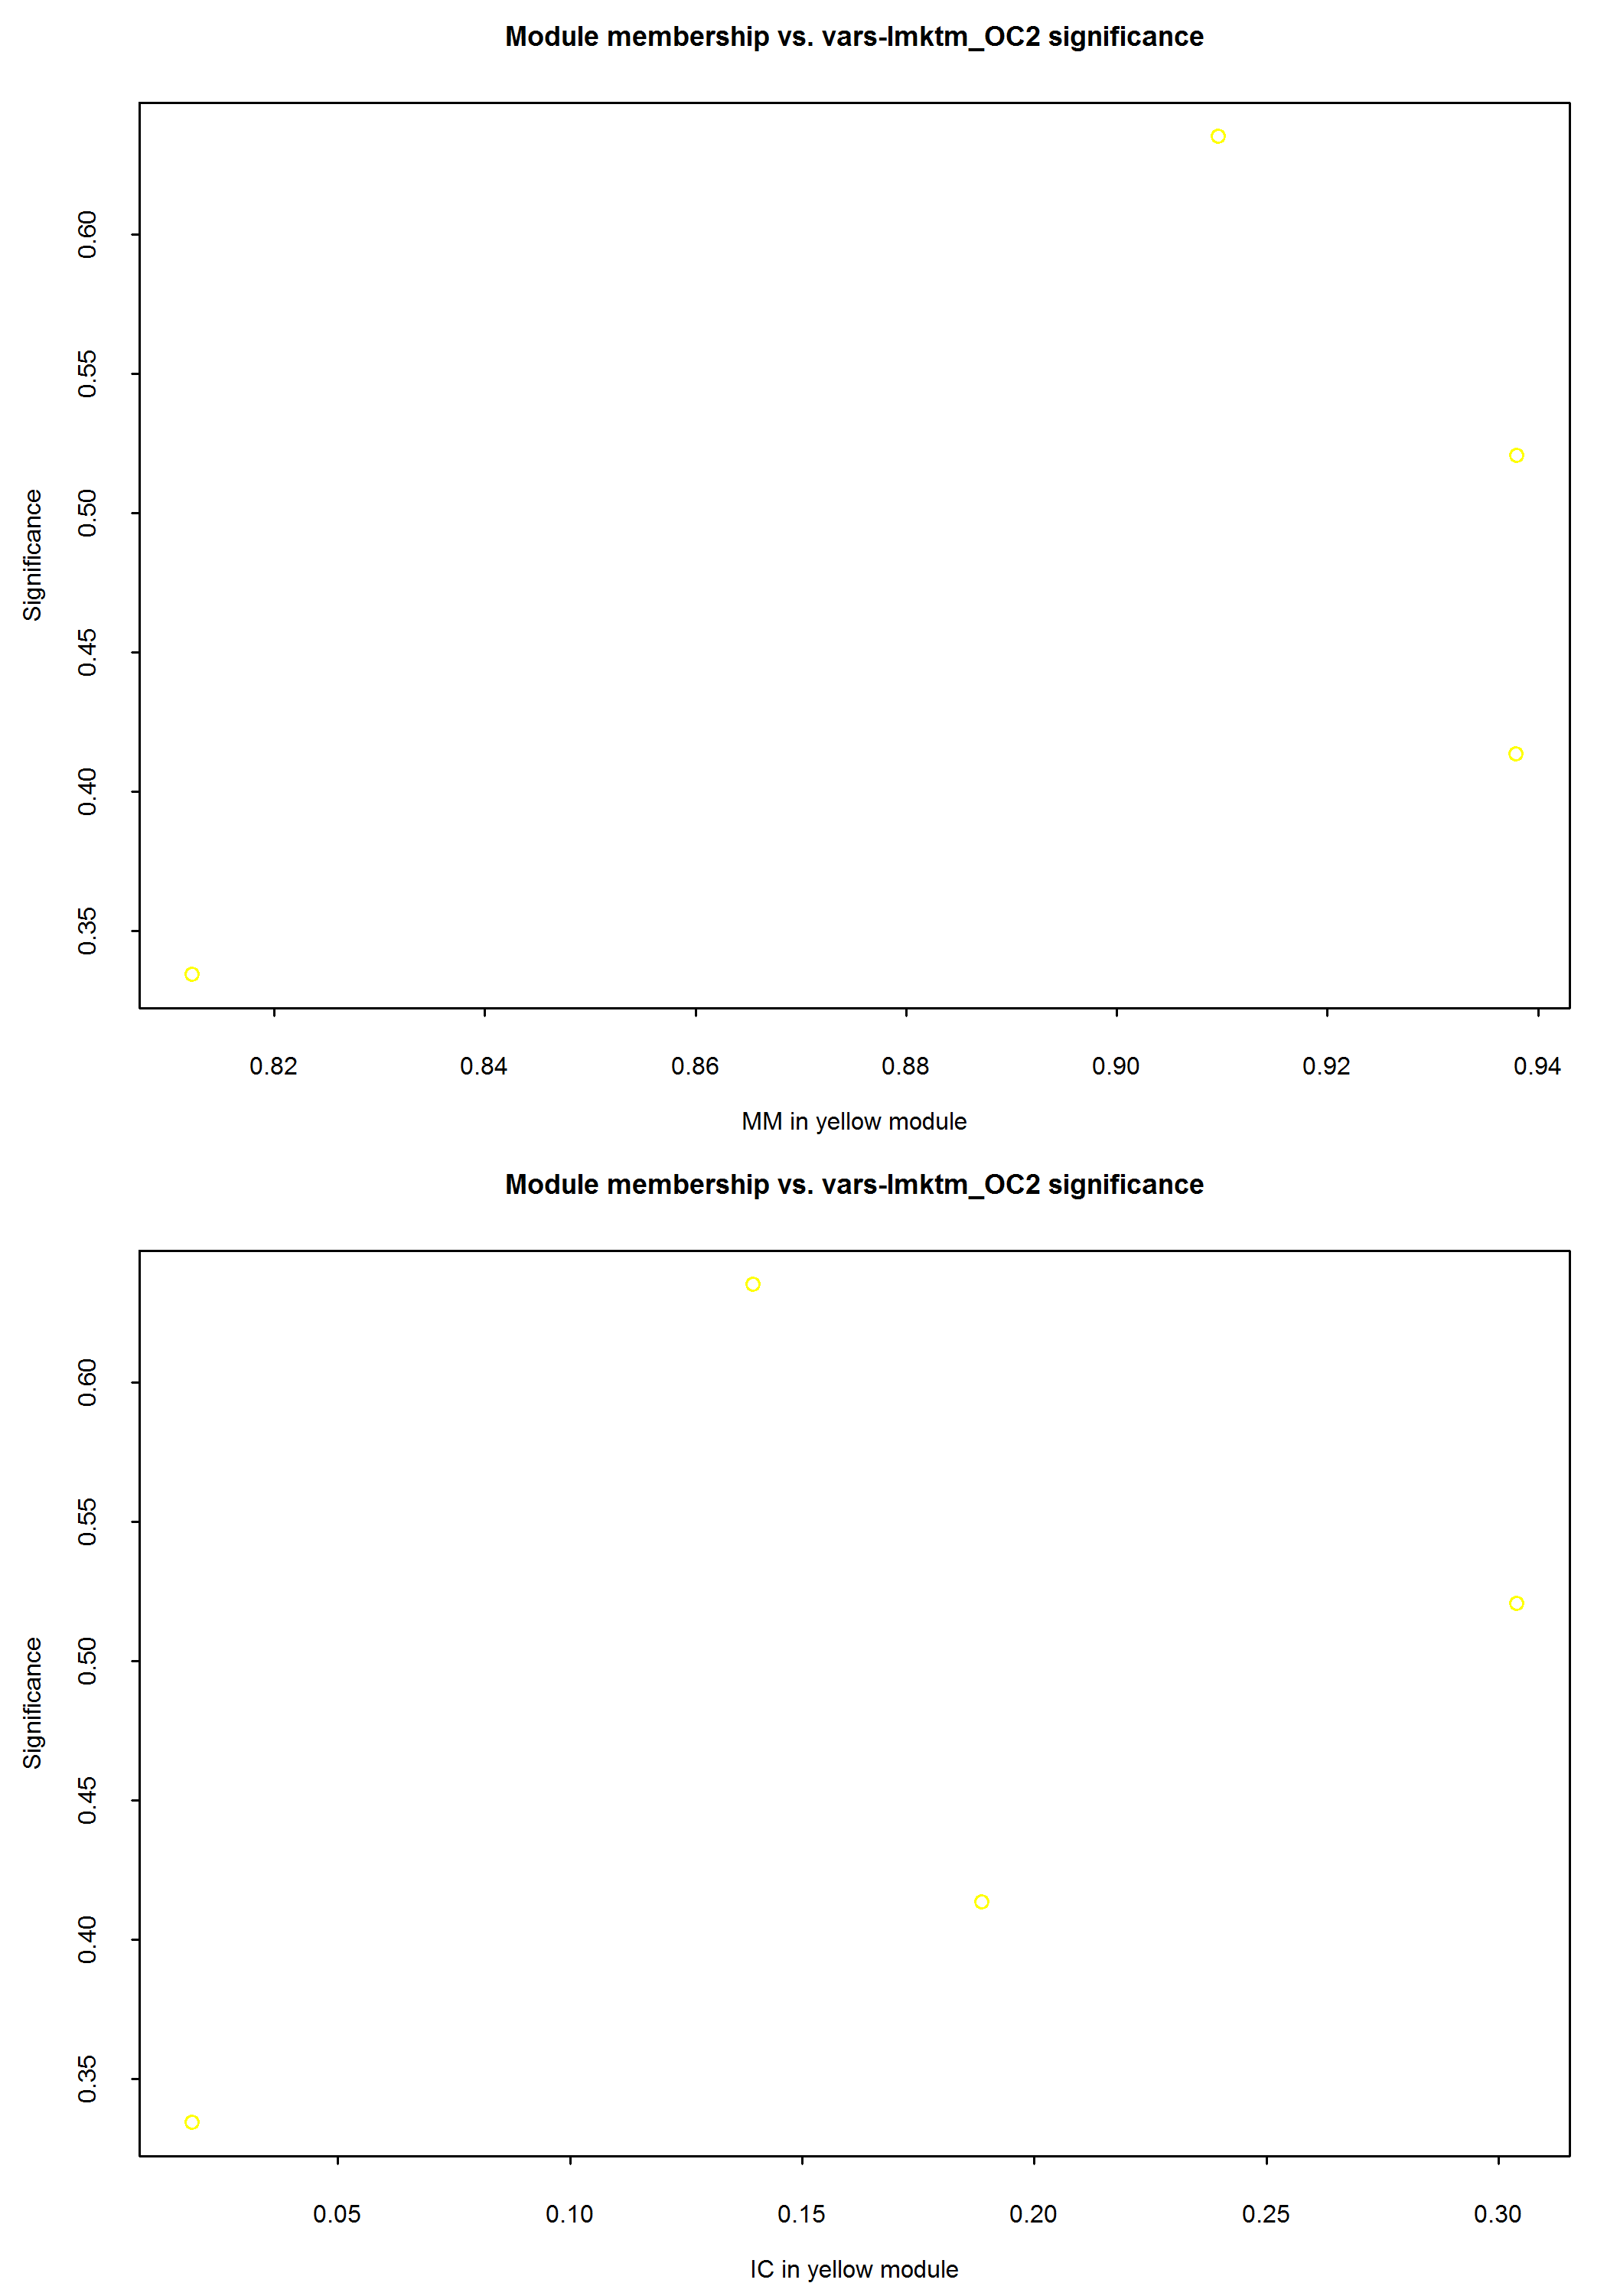 Module membership vs. vars-lmktm_OC2 significance
0.60
0.55
0.50
0.45
0.40
0.35
Significance
0.82 0.84 0.86 0.88 0.90 0.92 0.94
MM in yellow module
Module membership vs. vars-lmktm_OC2 significance
0.60
0.55
0.50
0.45
0.40
0.35
Significance
0.05 0.10 0.15 0.20 0.25 0.30
IC in yellow module